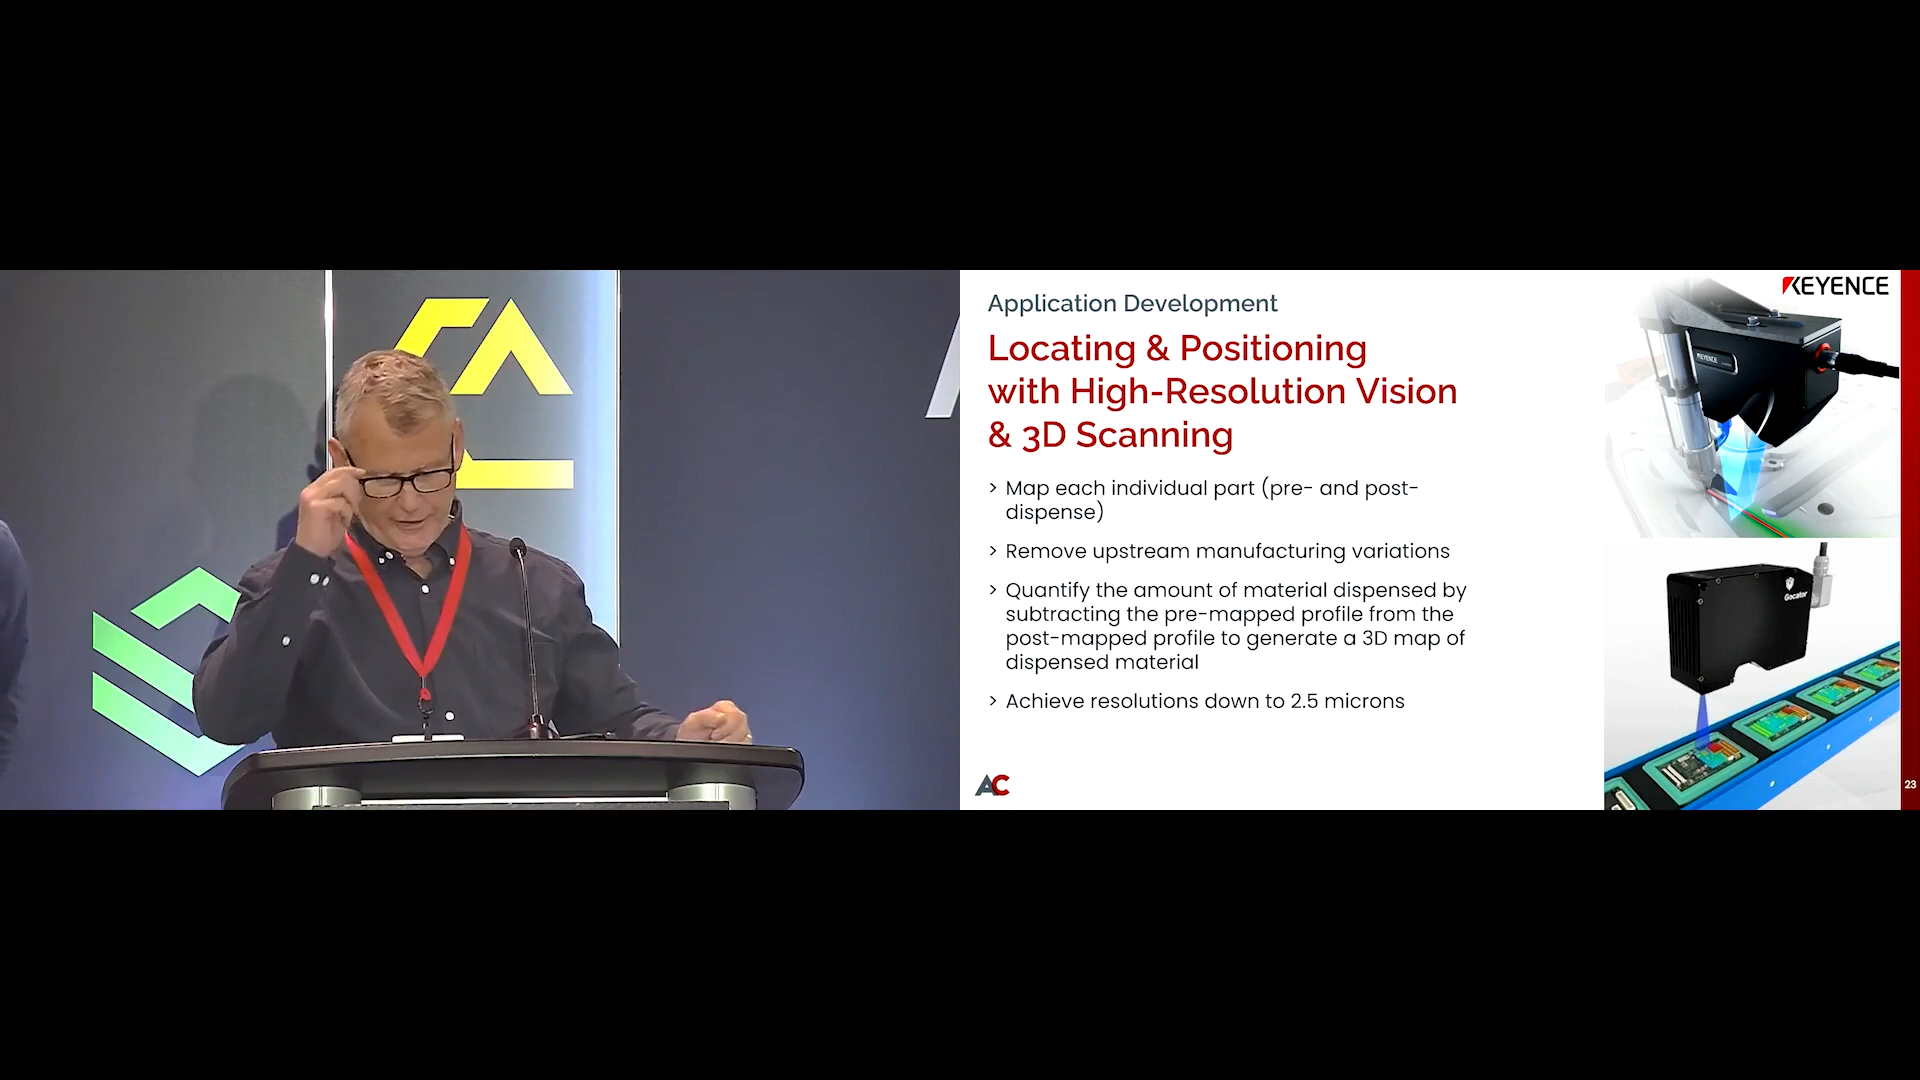 KEYENCE
Application Development
Locating & Positioning
with High-Resolution Vision
& 3D Scanning
> Map each individual part (pre- and post-
dispense)
> Remove upstream manufacturing variations
> Quantify the amount of material dispensed by
subtracting the pre-mapped profile from the
post-mapped profile to generate a 3D map of
dispensed material
> Achieve resolutions down to 2.5 microns
KEYENCE
Gocator
AC
23